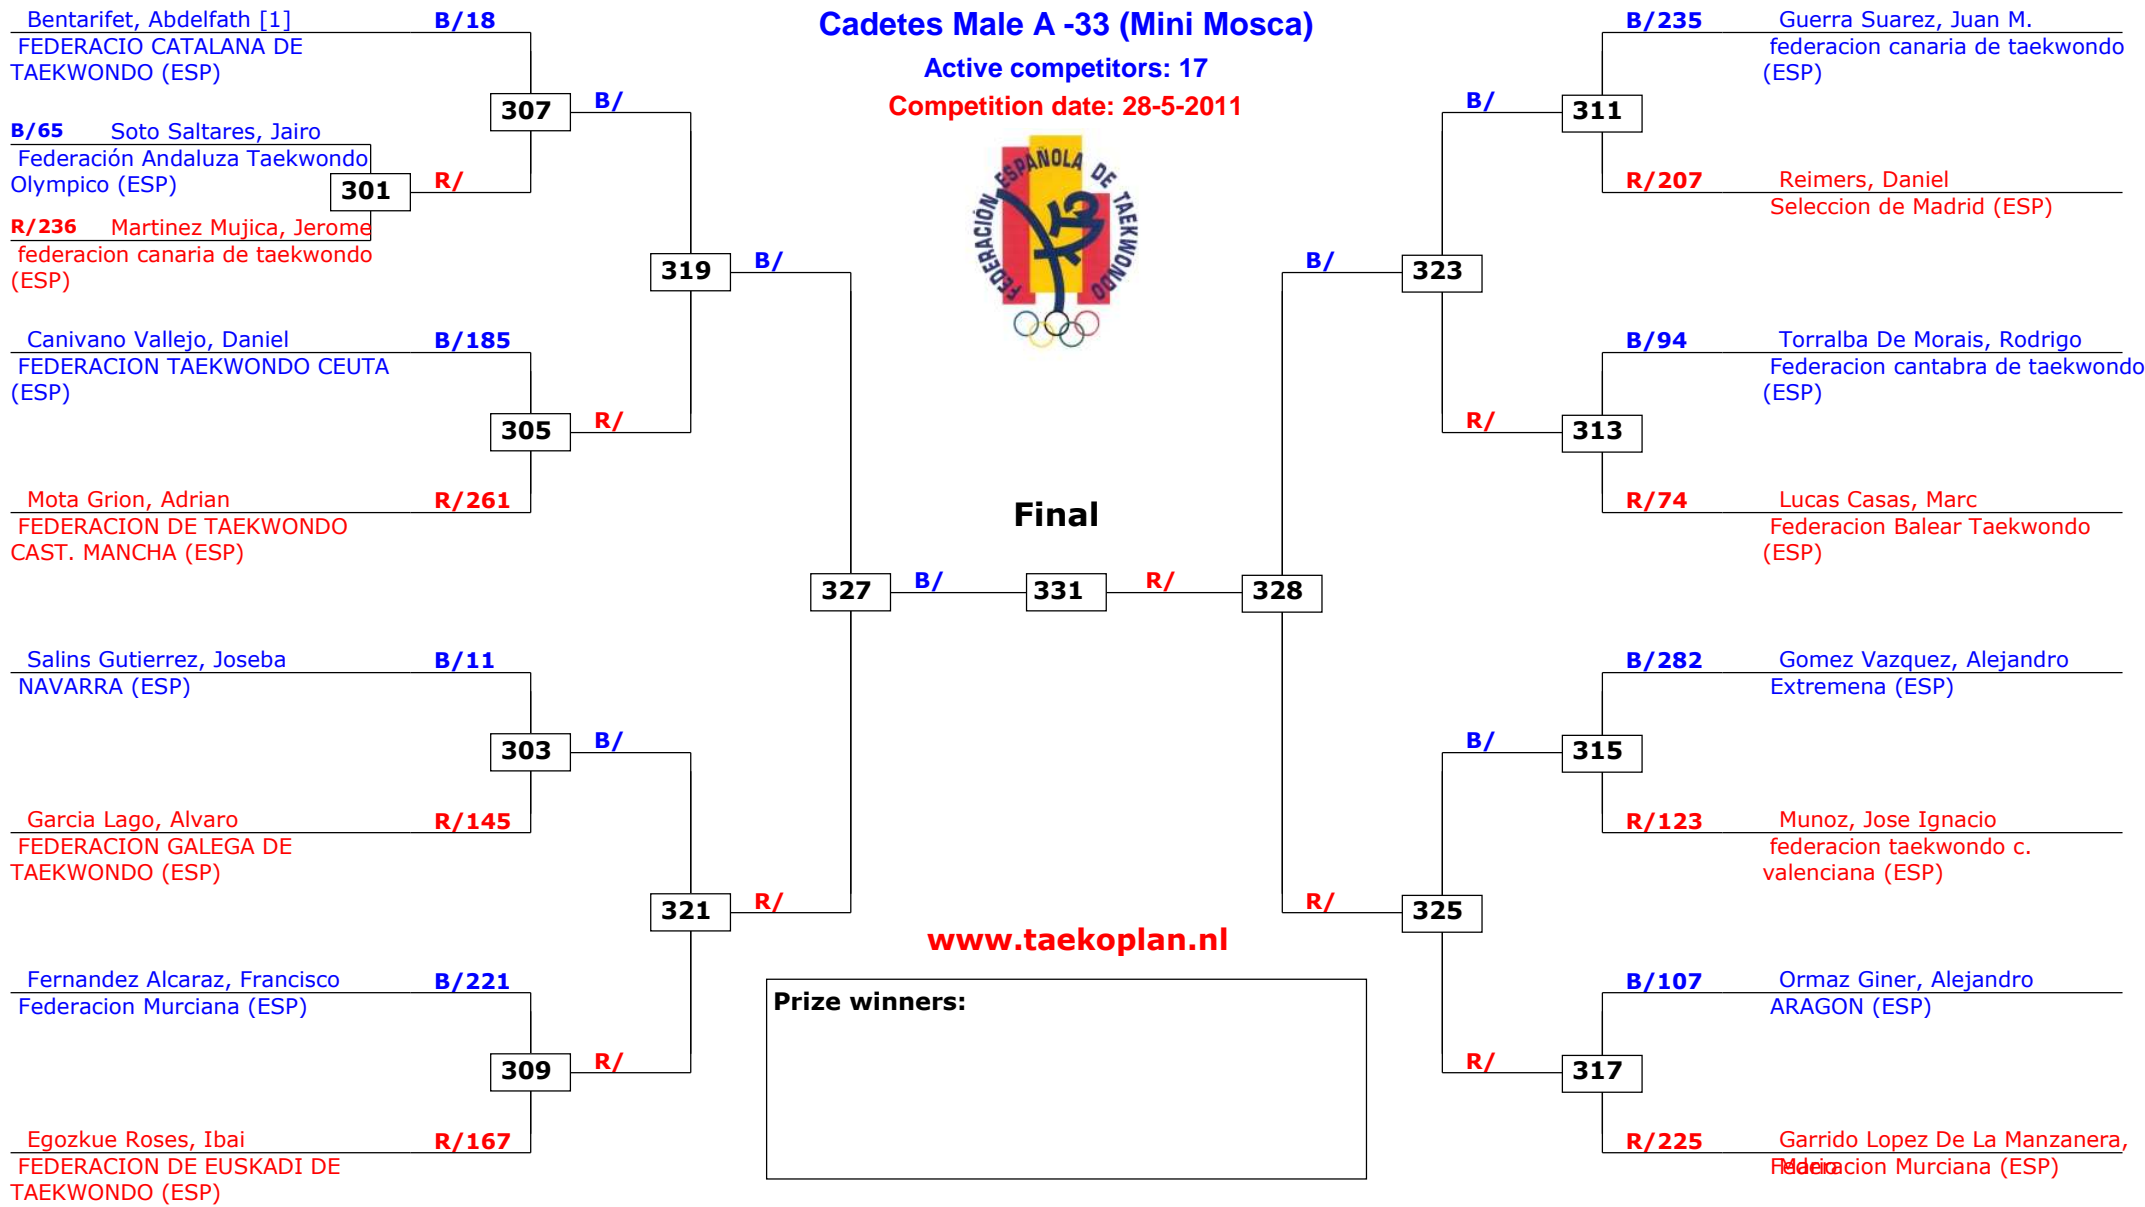 Cadetes Male A -33 (Mini Mosca)
Active competitors: 17
Competition date: 28-5-2011
FEDERACIÓN ESPAÑOLA DE TAEKWONDO
Bentarifet, Abdelfath [1] B/18
FEDERACIO CATALANA DE
TAEKWONDO (ESP)
307 B/
B/65 Soto Saltares, Jairo
Federación Andaluza Taekwondo
Olympico (ESP)
301 R/
R/236 Martinez Mujica, Jerome
federacion canaria de taekwondo
(ESP)
319 B/
Canivano Vallejo, Daniel B/185
FEDERACION TAEKWONDO CEUTA
(ESP)
305 R/
Mota Grion, Adrian R/261
FEDERACION DE TAEKWONDO
CAST. MANCHA (ESP)
327 B/
Salins Gutierrez, Joseba B/11
NAVARRA (ESP)
303 B/
Garcia Lago, Alvaro R/145
FEDERACION GALEGA DE
TAEKWONDO (ESP)
321 R/
Fernandez Alcaraz, Francisco B/221
Federacion Murciana (ESP)
309 R/
Egozkue Roses, Ibai R/167
FEDERACION DE EUSKADI DE
TAEKWONDO (ESP)
Final
331
www.taekoplan.nl
Prize winners:
B/235 Guerra Suarez, Juan M.
federacion canaria de taekwondo
(ESP)
B/ 311
R/207 Reimers, Daniel
Seleccion de Madrid (ESP)
B/ 323
B/94 Torralba De Morais, Rodrigo
Federacion cantabra de taekwondo
(ESP)
R/ 313
R/74 Lucas Casas, Marc
Federacion Balear Taekwondo
(ESP)
R/ 328
B/282 Gomez Vazquez, Alejandro
Extremena (ESP)
B/ 315
R/123 Munoz, Jose Ignacio
federacion taekwondo c.
valenciana (ESP)
R/ 325
B/107 Ormaz Giner, Alejandro
ARAGON (ESP)
R/ 317
R/225 Garrido Lopez De La Manzanera,
Mario
Federacion Murciana (ESP)